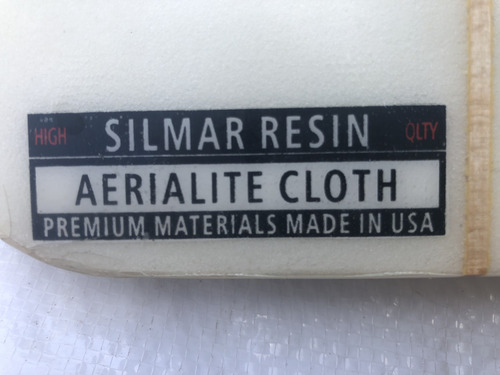 HIGH SILMAR RESIN QLTY
AERIALITE CLOTH
PREMIUM MATERIALS MADE IN USA